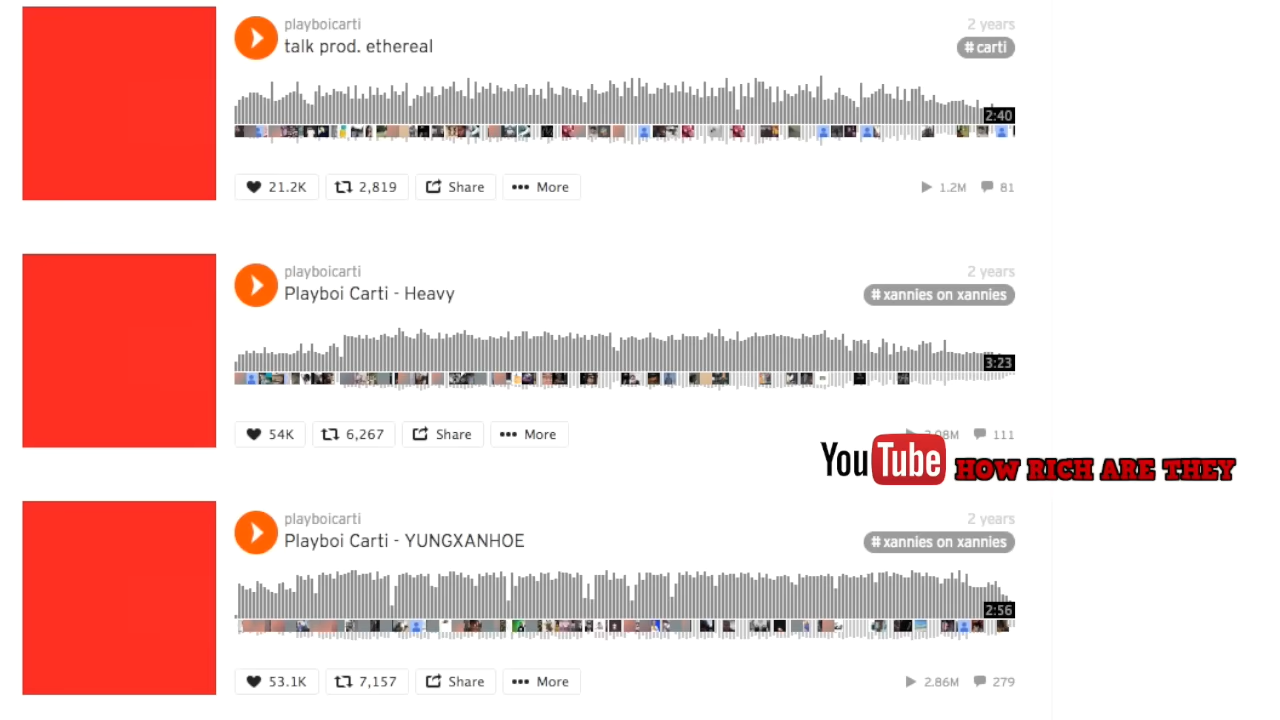 playboicarti
2 years
talk prod. ethereal
# carti
2:40
21.2K
2,819
Share
More
1.2M
81
playboicarti
2 years
Playboi Carti - Heavy
# xannies on xannies
3:23
54K
6,267
Share
More
111
YouTube HOW RICH ARE THEY
playboicarti
2 years
Playboi Carti - YUNGXANHOE
# xannies on xannies
2:56
53.1K
7,157
Share
More
2.86M
279